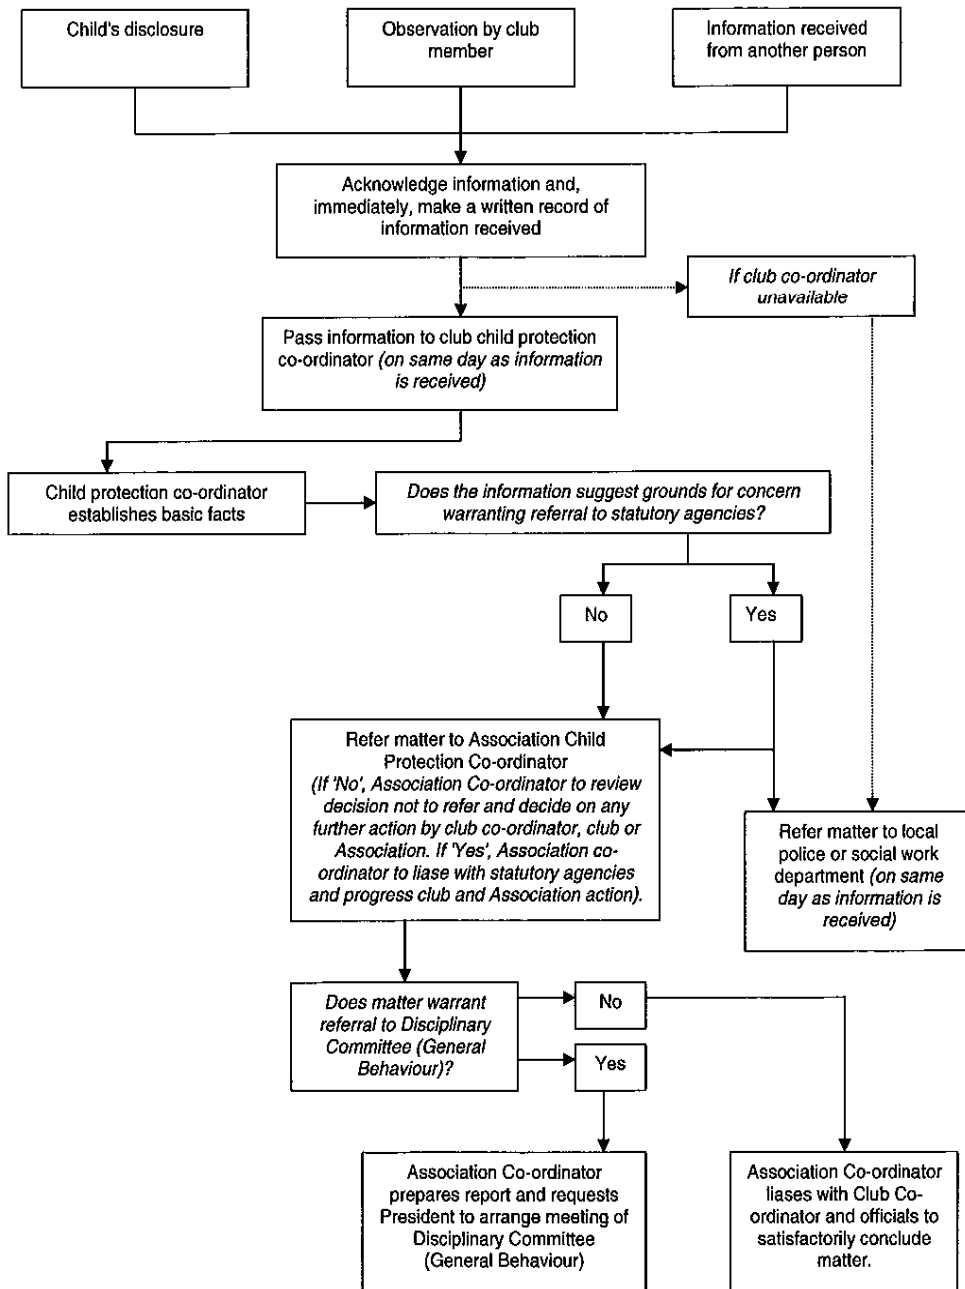 Child's disclosure
Observation by club
member
Information received
from another person
Acknowledge information and,
immediately, make a written record of
information received
If club co-ordinator
unavailable
Pass information to club child protection
co-ordinator (on same day as information
is received)
Child protection co-ordinator
establishes basic facts
Does the information suggest grounds for concern
warranting referral to statutory agencies?
No
Yes
Refer matter to Association Child
Protection Co-ordinator
(If 'No', Association Co-ordinator to review
decision not to refer and decide on any
further action by club co-ordinator, club or
Association. If 'Yes', Association co-
ordinator to liase with statutory agencies
and progress club and Association action).
Refer matter to local
police or social work
department (on same
day as information is
received)
Does matter warrant
referral to Disciplinary
Committee (General
Behaviour)?
No
Yes
Association Co-ordinator
prepares report and requests
President to arrange meeting of
Disciplinary Committee
(General Behaviour)
Association Co-ordinator
liases with Club Co-
ordinator and officials to
satisfactorily conclude
matter.